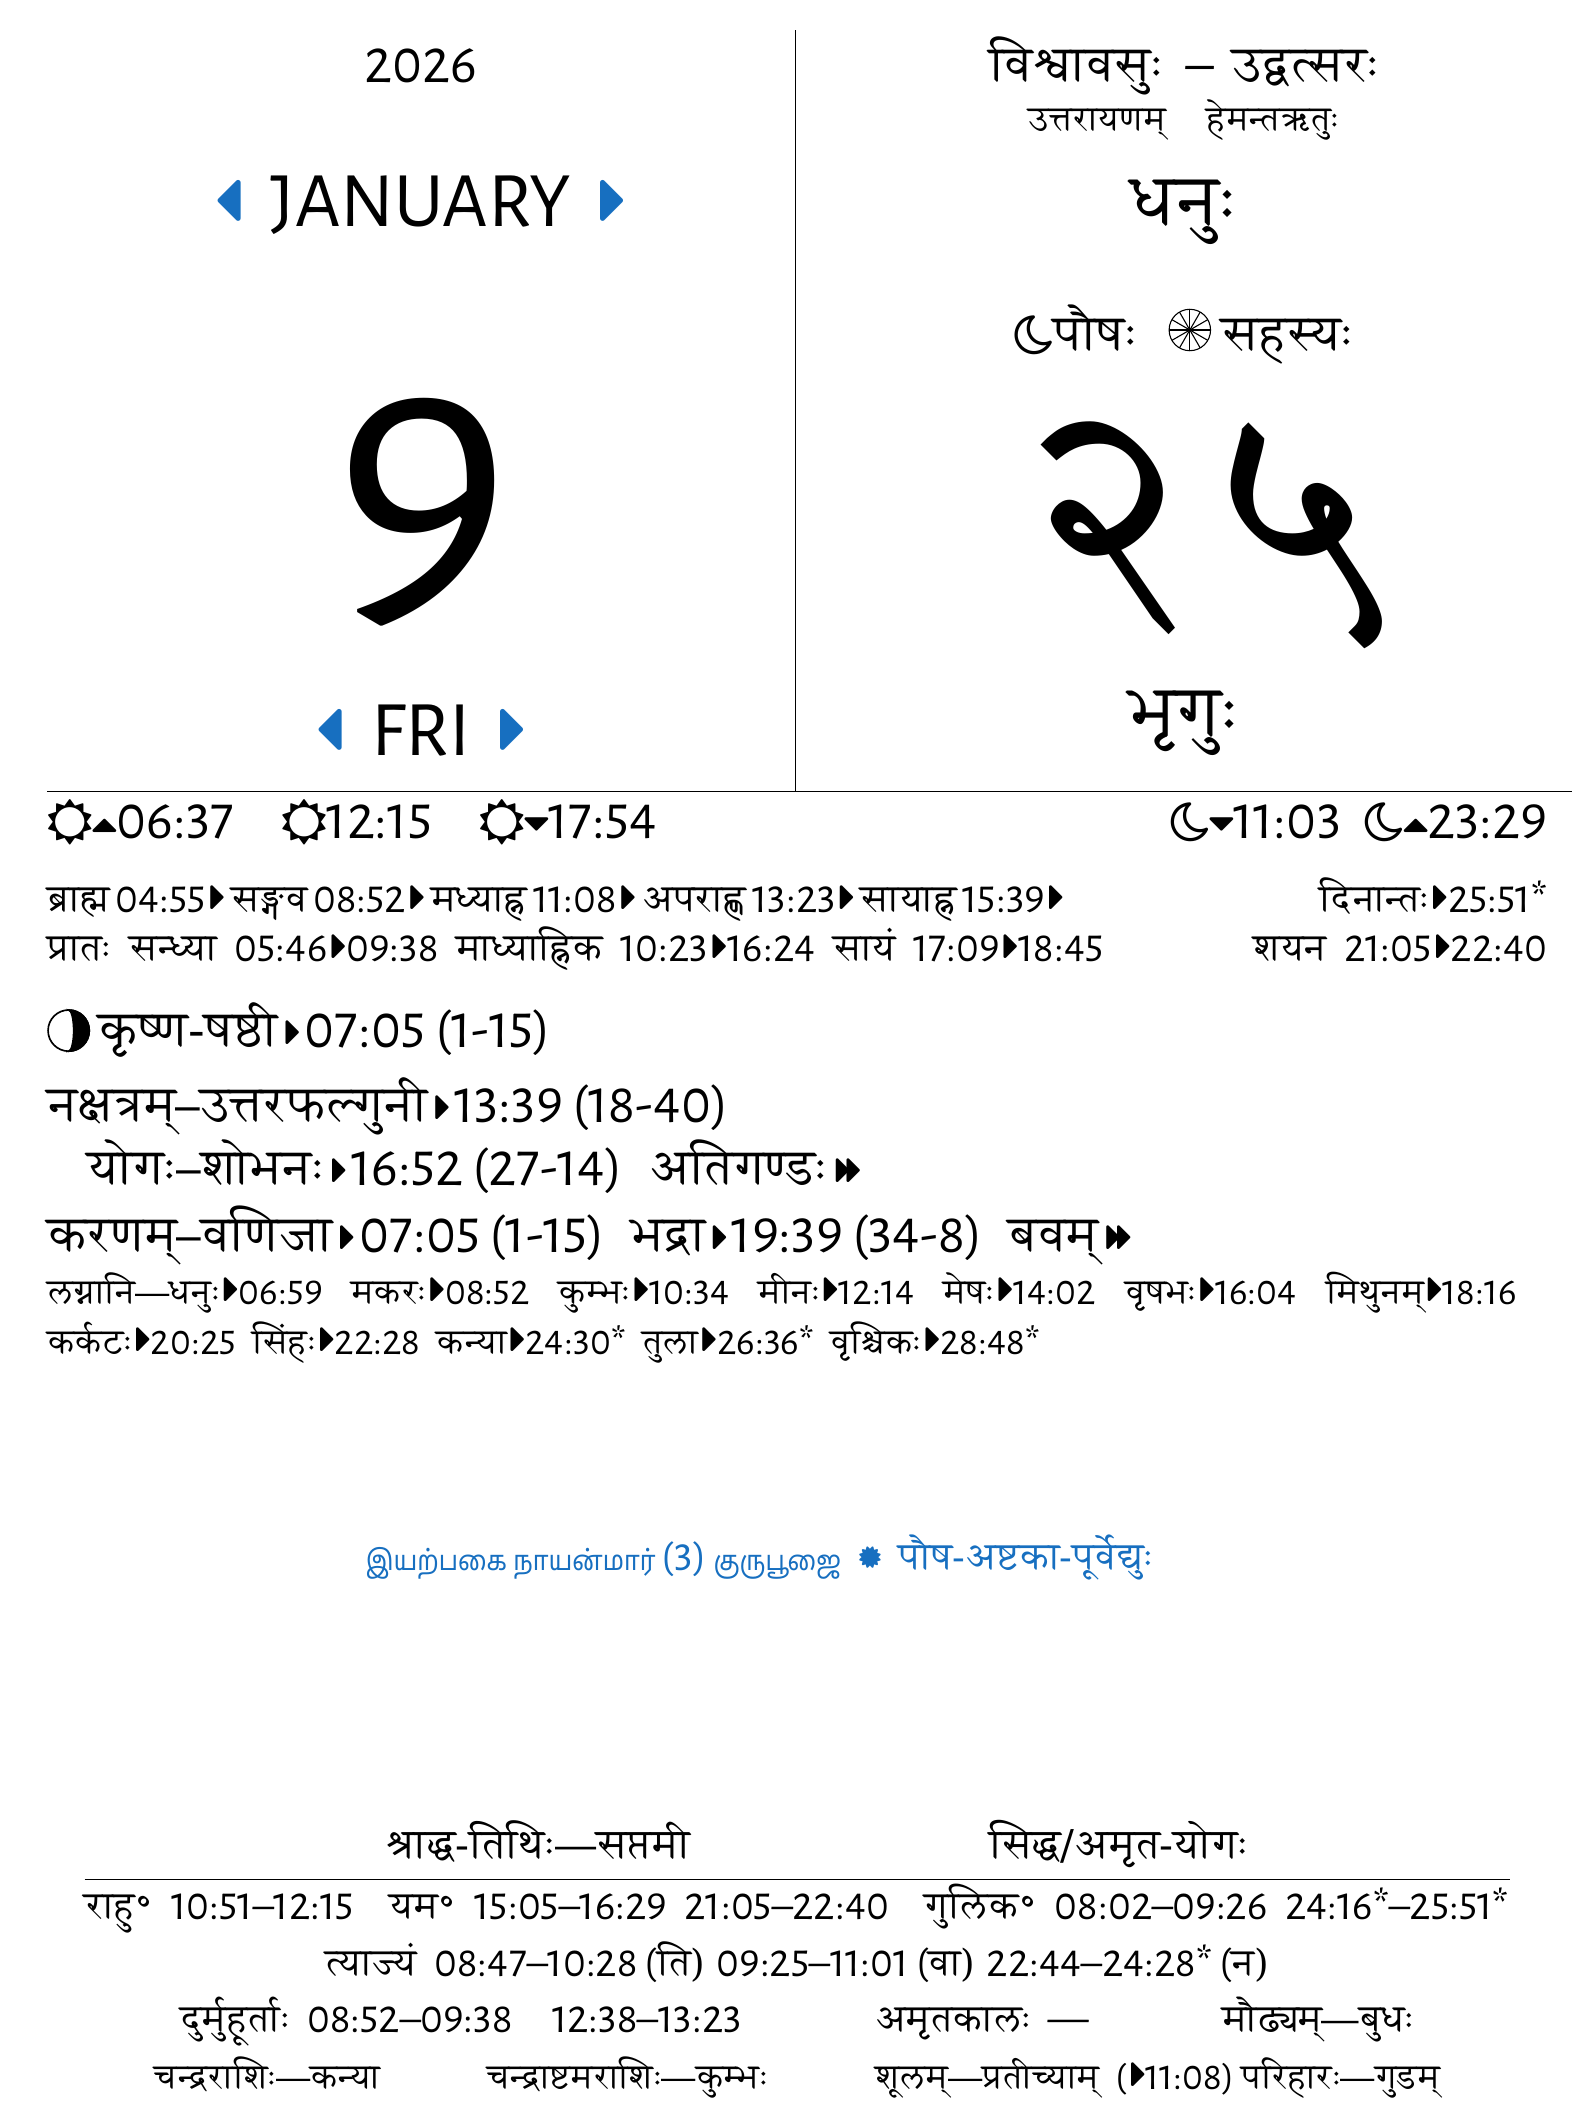 2026
JANUARY
9
FRI
विश्वावसुः – उद्वत्सरः
उत्तरायणम् हेमन्तऋतुः
धनुः
पौषः सहस्यः
२५
भृगुः
06:37 12:15 17:54 11:03 23:29
ब्राह्म 04:55 सङ्गव 08:52 मध्याह्न 11:08 अपराह्ण 13:23 सायाह्न 15:39 दिनान्तः 25:51*
प्रातः सन्ध्या 05:46 09:38 माध्याह्निक 10:23 16:24 सायं 17:09 18:45 शयन 21:05 22:40
कृष्ण-षष्ठी 07:05 (1-15)
नक्षत्रम्–उत्तरफल्गुनी 13:39 (18-40)
योगः–शोभनः 16:52 (27-14) अतिगण्डः
करणम्–वणिजा 07:05 (1-15) भद्रा 19:39 (34-8) बवम्
लग्नानि—धनुः 06:59 मकरः 08:52 कुम्भः 10:34 मीनः 12:14 मेषः 14:02 वृषभः 16:04 मिथुनम् 18:16
कर्कटः 20:25 सिंहः 22:28 कन्या 24:30* तुला 26:36* वृश्चिकः 28:48*
இயற்பகை நாயன்மார் (3) குருபூஜை ✹ पौष-अष्टका-पूर्वेद्युः
श्राद्ध-तिथिः—सप्तमी सिद्ध/अमृत-योगः
राहु° 10:51–12:15 यम° 15:05–16:29 21:05–22:40 गुलिक° 08:02–09:26 24:16*–25:51*
त्याज्यं 08:47–10:28 (ति) 09:25–11:01 (वा) 22:44–24:28* (न)
दुर्मुहूर्ताः 08:52–09:38 12:38–13:23 अमृतकालः — मौढ्यम्—बुधः
चन्द्रराशिः—कन्या चन्द्राष्टमराशिः—कुम्भः शूलम्—प्रतीच्याम् (11:08) परिहारः—गुडम्